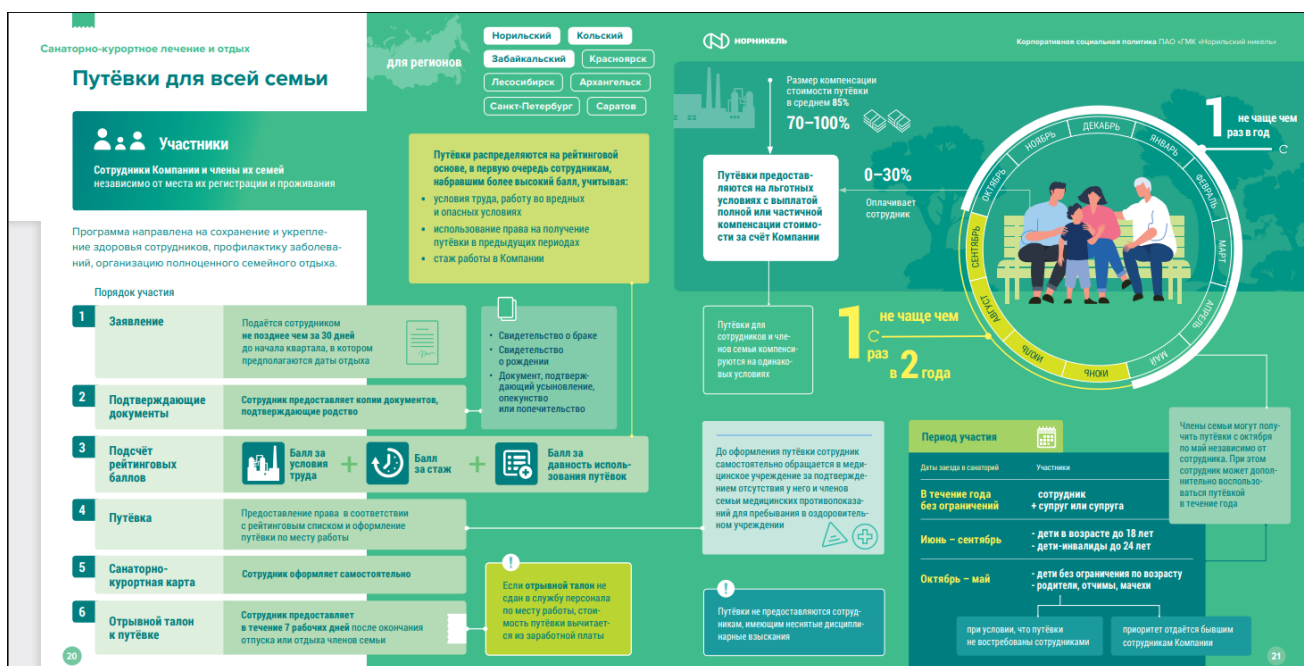 Санаторно-курортное лечение и отдых
Путёвки для всей семьи
Участники
Сотрудники Компании и члены их семей
независимо от места их регистрации и проживания
Программа направлена на сохранение и укрепле-
ние здоровья сотрудников, профилактику заболева-
ний, организацию полноценного семейного отдыха.
для регионов
Норильский
Кольский
Забайкальский
Красноярск
Лесосибирск
Архангельск
Санкт-Петербург
Саратов
Путёвки распределяются на рейтинговой
основе, в первую очередь сотрудникам,
набравшим более высокий балл, учитывая:
• условия труда, работу во вредных
и опасных условиях
• использование права на получение
путёвки в предыдущих периодах
• стаж работы в Компании
Порядок участия
1
Заявление
Подаётся сотрудником
не позднее чем за 30 дней
до начала квартала, в котором
предполагаются даты отдыха
• Свидетельство о браке
• Свидетельство
о рождении
• Документ, подтверж-
дающий усыновление,
опекунство
или попечительство
2
Подтверждающие
документы
Сотрудник предоставляет копии документов,
подтверждающие родство
3
Подсчёт
рейтинговых
баллов
Балл за
условия
труда
+
Балл
за стаж
+
Балл за
давность исполь-
зования путёвок
4
Путёвка
Предоставление права в соответствии
с рейтинговым списком и оформление
путёвки по месту работы
5
Санаторно-
курортная карта
Сотрудник оформляет самостоятельно
6
Отрывной талон
к путёвке
Сотрудник предоставляет
в течение 7 рабочих дней после окончания
отпуска или отдыха членов семьи
!
Если отрывной талон не
сдан в службу персонала
по месту работы, стои-
мость путёвки вычитает-
ся из заработной платы
20
НОРНИКЕЛЬ
Корпоративная социальная политика ПАО «ГМК «Норильский никель»
Размер компенсации
стоимости путёвки
в среднем 85%
70–100%
Путёвки предостав-
ляются на льготных
условиях с выплатой
полной или частичной
компенсации стоимо-
сти за счёт Компании
0–30%
Оплачивает
сотрудник
Путёвки для
сотрудников и чле-
нов семьи компенси-
руются на одинако-
вых условиях
1 не чаще чем
раз в год
ДЕКАБРЬ
ЯНВАРЬ
ФЕВРАЛЬ
МАРТ
АПРЕЛЬ
МАЙ
ИЮНЬ
ИЮЛЬ
АВГУСТ
СЕНТЯБРЬ
ОКТЯБРЬ
НОЯБРЬ
1 не чаще чем
раз
в 2 года
До оформления путёвки сотрудник
самостоятельно обращается в меди-
цинское учреждение за подтвержде-
нием отсутствия у него и членов
семьи медицинских противопоказа-
ний для пребывания в оздоровитель-
ном учреждении
!
Путёвки не предоставляются сотруд-
никам, имеющим неснятые дисципли-
нарные взыскания
Период участия
Даты заезда в санаторий
Участники
В течение года
без ограничений
сотрудник
+ супруг или супруга
Июнь – сентябрь
- дети в возрасте до 18 лет
- дети-инвалиды до 24 лет
Октябрь – май
- дети без ограничения по возрасту
- родители, отчимы, мачехи
при условии, что путёвки
не востребованы сотрудниками
приоритет отдаётся бывшим
сотрудникам Компании
Члены семьи могут полу-
чить путёвки с октября
по май независимо от
сотрудника. При этом
сотрудник может допол-
нительно воспользо-
ваться путёвкой
в течение года
21